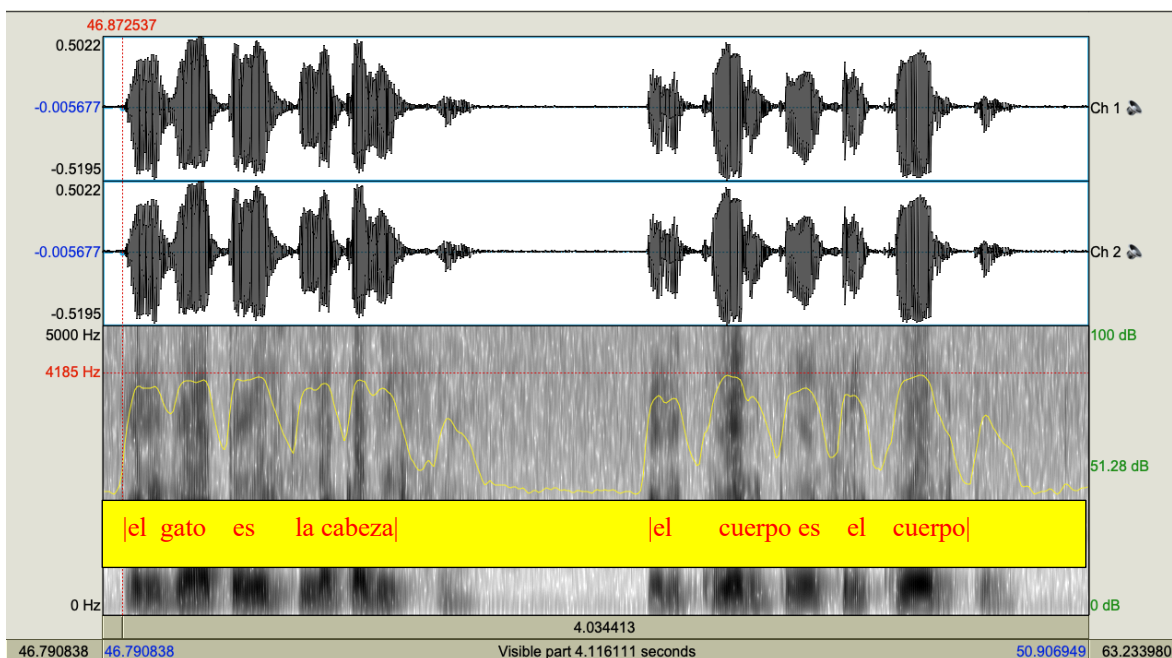 46.872537
0.5022
-0.005677 Ch 1
-0.5195
0.5022
-0.005677 Ch 2
-0.5195
5000 Hz 100 dB
4185 Hz
51.28 dB
|el gato es la cabeza| |el cuerpo es el cuerpo|
0 Hz 0 dB
4.034413
46.790838 46.790838 Visible part 4.116111 seconds 50.906949 63.233980